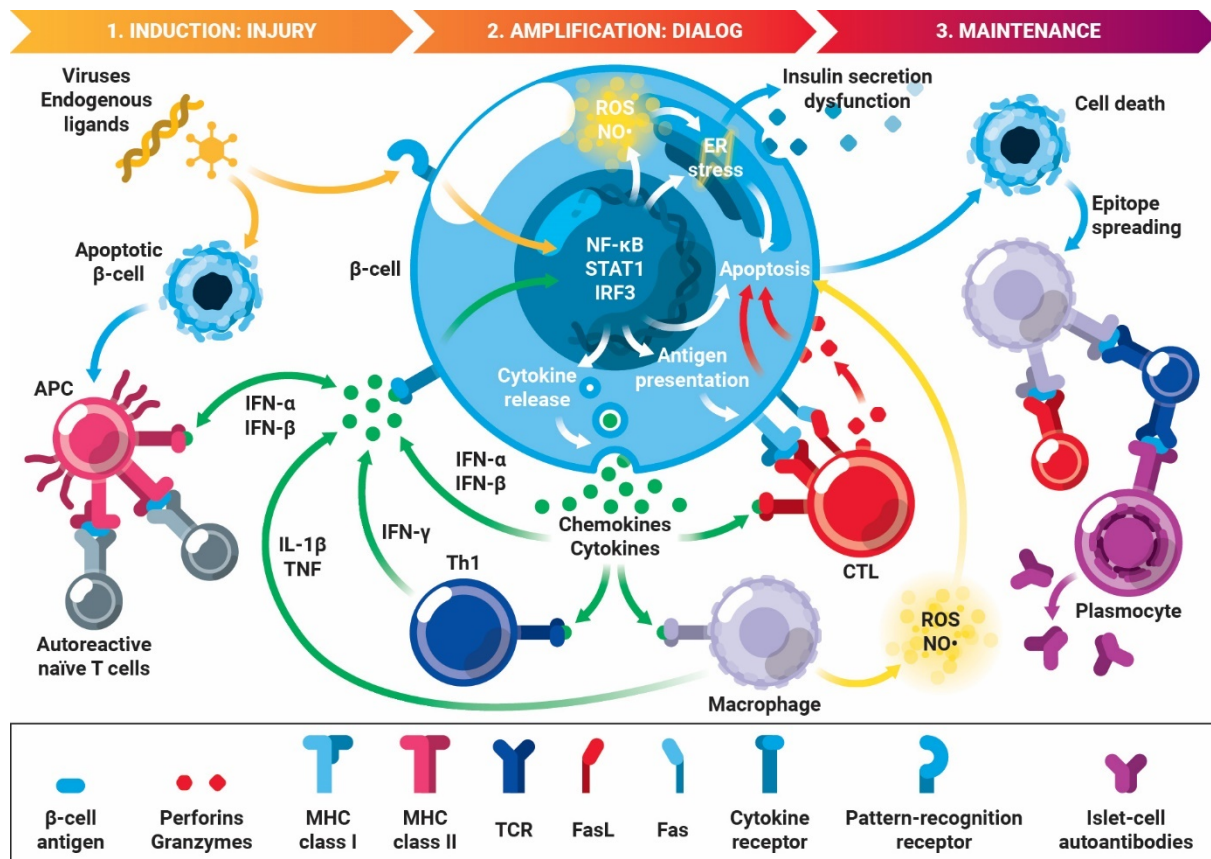 1. INDUCTION: INJURY
2. AMPLIFICATION: DIALOG
3. MAINTENANCE
Viruses
Endogenous
ligands
Apoptotic
β-cell
APC
Autoreactive
naïve T cells
IFN-α
IFN-β
IL-1β
TNF
IFN-γ
IFN-α
IFN-β
β-cell
ROS
NO•
ER
stress
NF-κB
STAT1
IRF3
Apoptosis
Cytokine
release
Antigen
presentation
Insulin secretion
dysfunction
Chemokines
Cytokines
Th1
Macrophage
CTL
ROS
NO•
Cell death
Epitope
spreading
Plasmocyte
β-cell
antigen
Perforins
Granzymes
MHC
class I
MHC
class II
TCR
FasL
Fas
Cytokine
receptor
Pattern-recognition
receptor
Islet-cell
autoantibodies